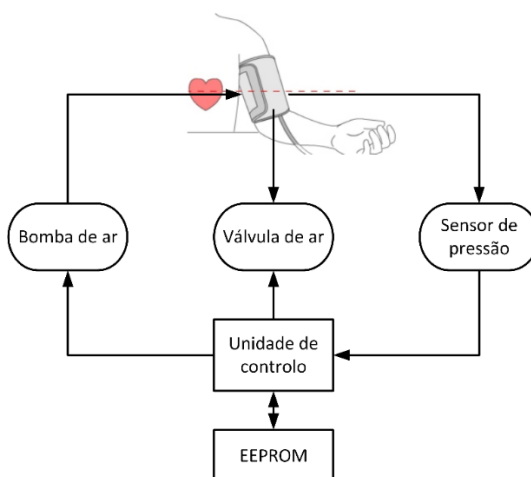 Bomba de ar
Válvula de ar
Sensor de
pressão
Unidade de
controlo
EEPROM